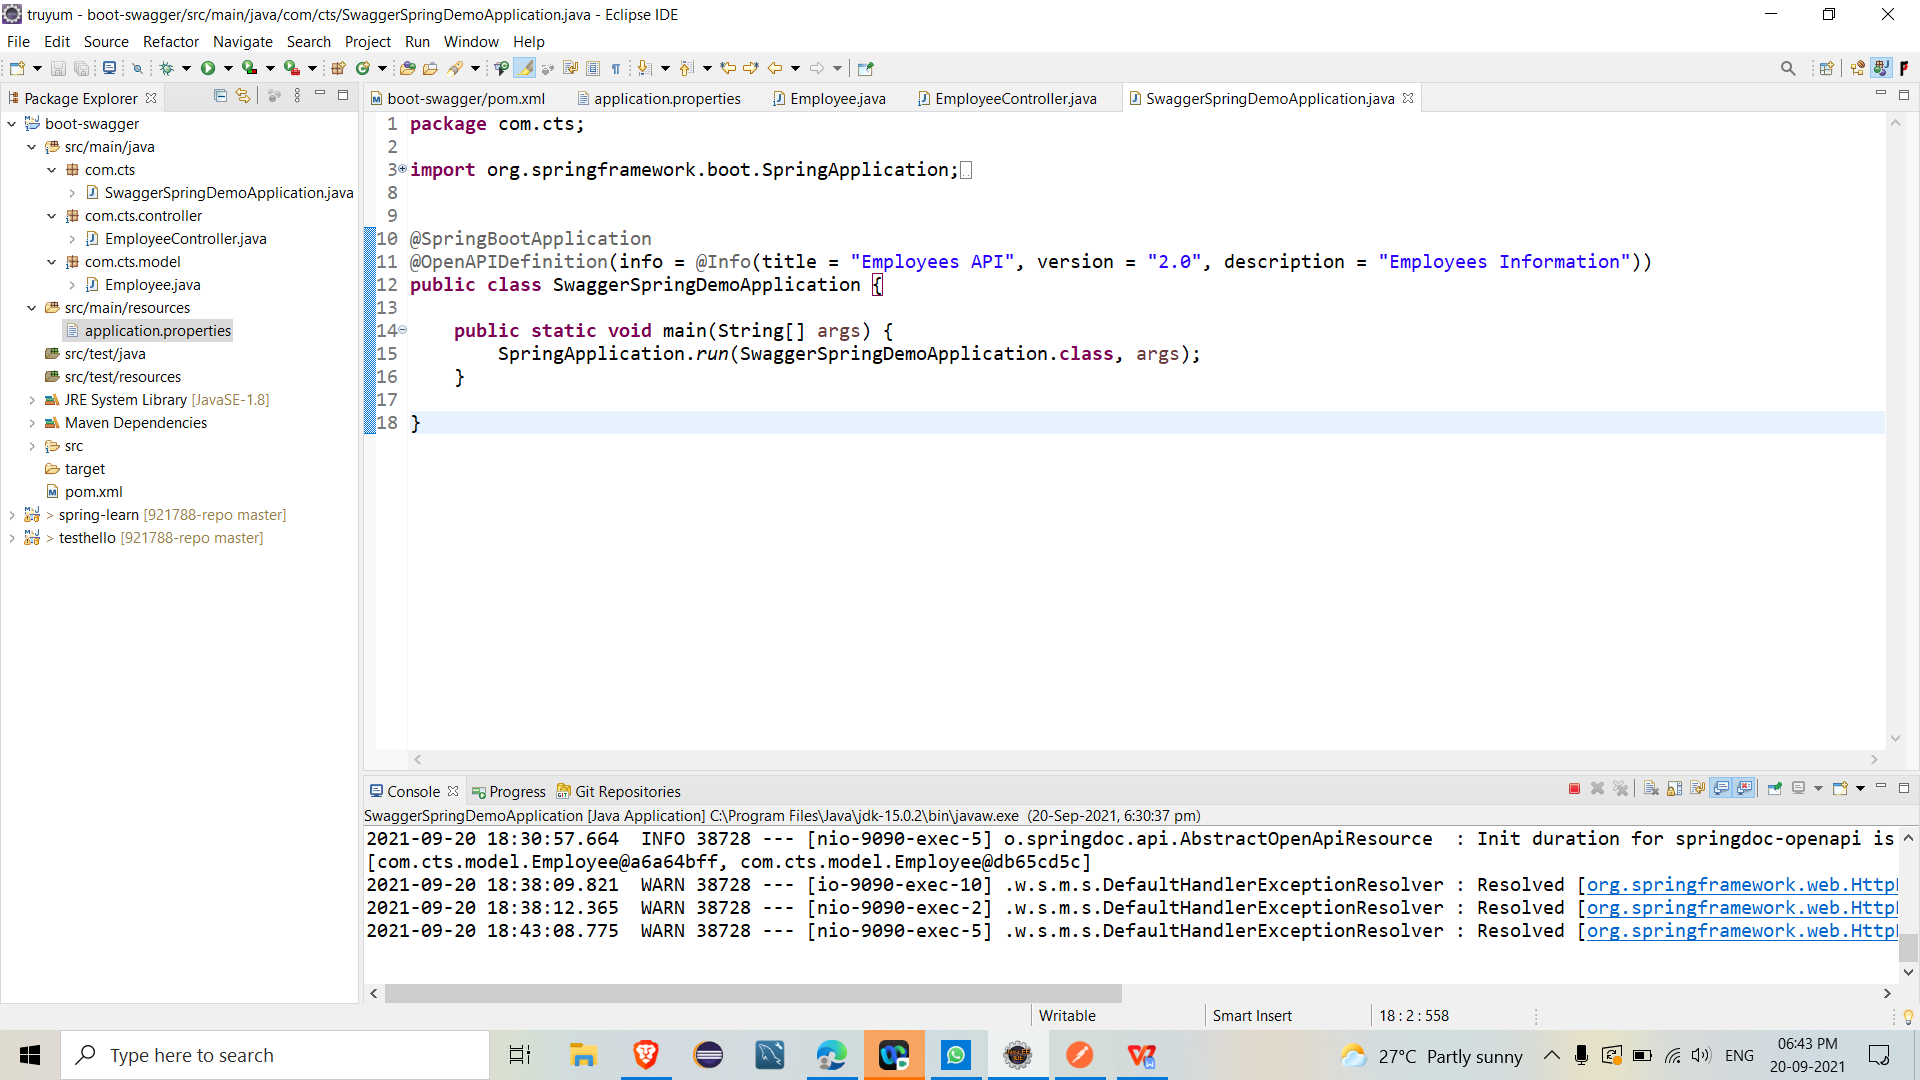 truyum - boot-swagger/src/main/java/com/cts/SwaggerSpringDemoApplication.java - Eclipse IDE
File Edit Source Refactor Navigate Search Project Run Window Help
Package Explorer
boot-swagger
src/main/java
com.cts
SwaggerSpringDemoApplication.java
com.cts.controller
EmployeeController.java
com.cts.model
Employee.java
src/main/resources
application.properties
src/test/java
src/test/resources
JRE System Library [JavaSE-1.8]
Maven Dependencies
src
target
pom.xml
> spring-learn [921788-repo master]
> testhello [921788-repo master]
boot-swagger/pom.xml application.properties Employee.java EmployeeController.java SwaggerSpringDemoApplication.java
1 package com.cts;
2
3 import org.springframework.boot.SpringApplication;
8
9
10 @SpringBootApplication
11 @OpenAPIDefinition(info = @Info(title = "Employees API", version = "2.0", description = "Employees Information"))
12 public class SwaggerSpringDemoApplication {
13
14 public static void main(String[] args) {
15 SpringApplication.run(SwaggerSpringDemoApplication.class, args);
16 }
17
18 }
Console Progress Git Repositories
SwaggerSpringDemoApplication [Java Application] C:\Program Files\Java\jdk-15.0.2\bin\javaw.exe (20-Sep-2021, 6:30:37 pm)
2021-09-20 18:30:57.664 INFO 38728 --- [nio-9090-exec-5] o.springdoc.api.AbstractOpenApiResource : Init duration for springdoc-openapi is
[com.cts.model.Employee@a6a64bff, com.cts.model.Employee@db65cd5c]
2021-09-20 18:38:09.821 WARN 38728 --- [io-9090-exec-10] .w.s.m.s.DefaultHandlerExceptionResolver : Resolved [org.springframework.web.Http
2021-09-20 18:38:12.365 WARN 38728 --- [nio-9090-exec-2] .w.s.m.s.DefaultHandlerExceptionResolver : Resolved [org.springframework.web.Http
2021-09-20 18:43:08.775 WARN 38728 --- [nio-9090-exec-5] .w.s.m.s.DefaultHandlerExceptionResolver : Resolved [org.springframework.web.Http
Writable Smart Insert 18 : 2 : 558
Type here to search
27°C Partly sunny ENG 06:43 PM
20-09-2021